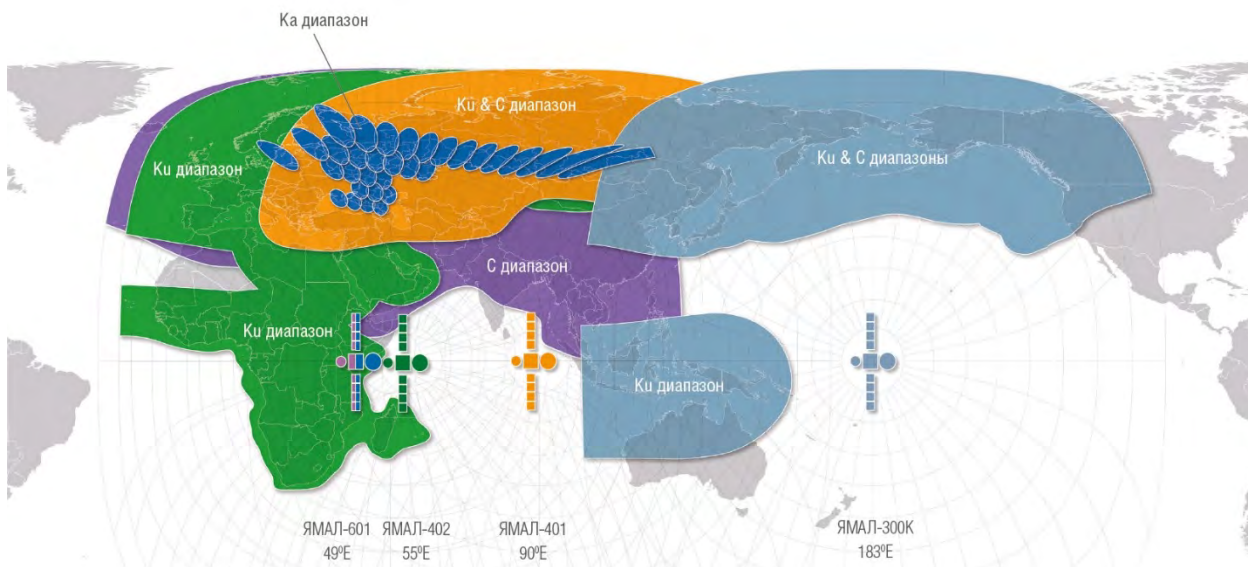 Ка диапазон
Ku & C диапазон
Ku диапазон
Ku & C диапазоны
С диапазон
Ku диапазон
Ku диапазон
ЯМАЛ-601
49ºE
ЯМАЛ-402
55ºE
ЯМАЛ-401
90ºE
ЯМАЛ-300К
183ºE